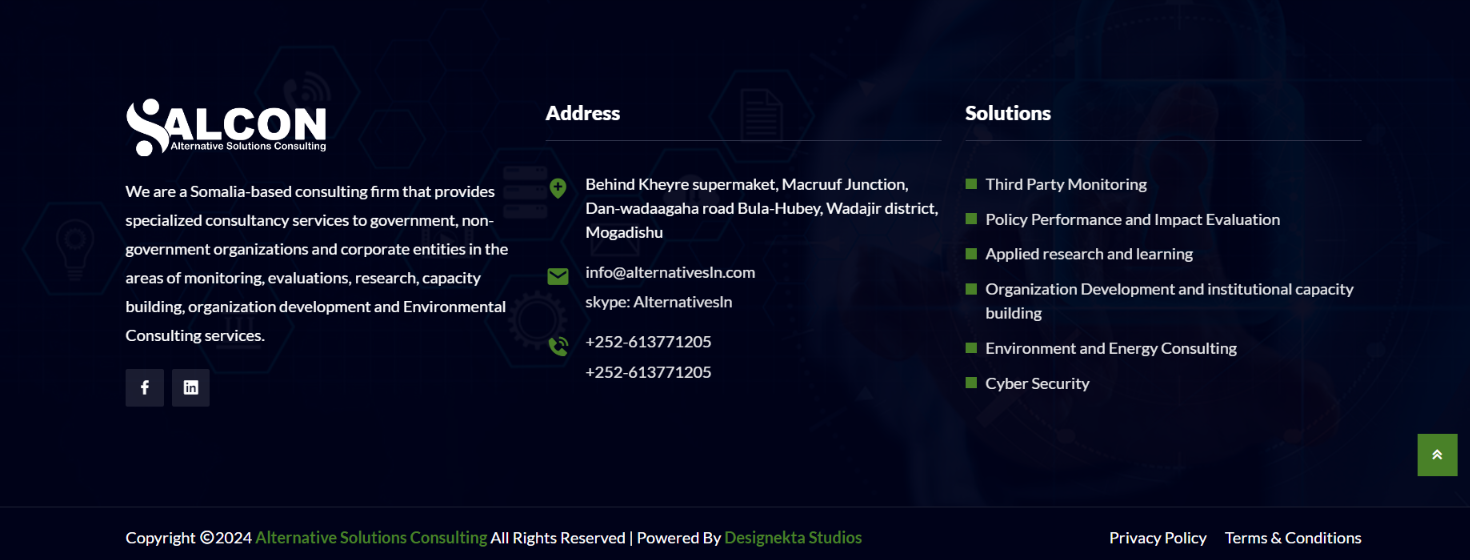 SALCON
Alternative Solutions Consulting
We are a Somalia-based consulting firm that provides
specialized consultancy services to government, non-
government organizations and corporate entities in the
areas of monitoring, evaluations, research, capacity
building, organization development and Environmental
Consulting services.
Address
Behind Kheyre supermaket, Macruuf Junction,
Dan-wadaagaha road Bula-Hubey, Wadajir district,
Mogadishu
info@alternativesln.com
skype: Alternativesln
+252-613771205
+252-613771205
Solutions
Third Party Monitoring
Policy Performance and Impact Evaluation
Applied research and learning
Organization Development and institutional capacity
building
Environment and Energy Consulting
Cyber Security
Copyright ©2024 Alternative Solutions Consulting All Rights Reserved | Powered By Designekta Studios
Privacy Policy Terms & Conditions